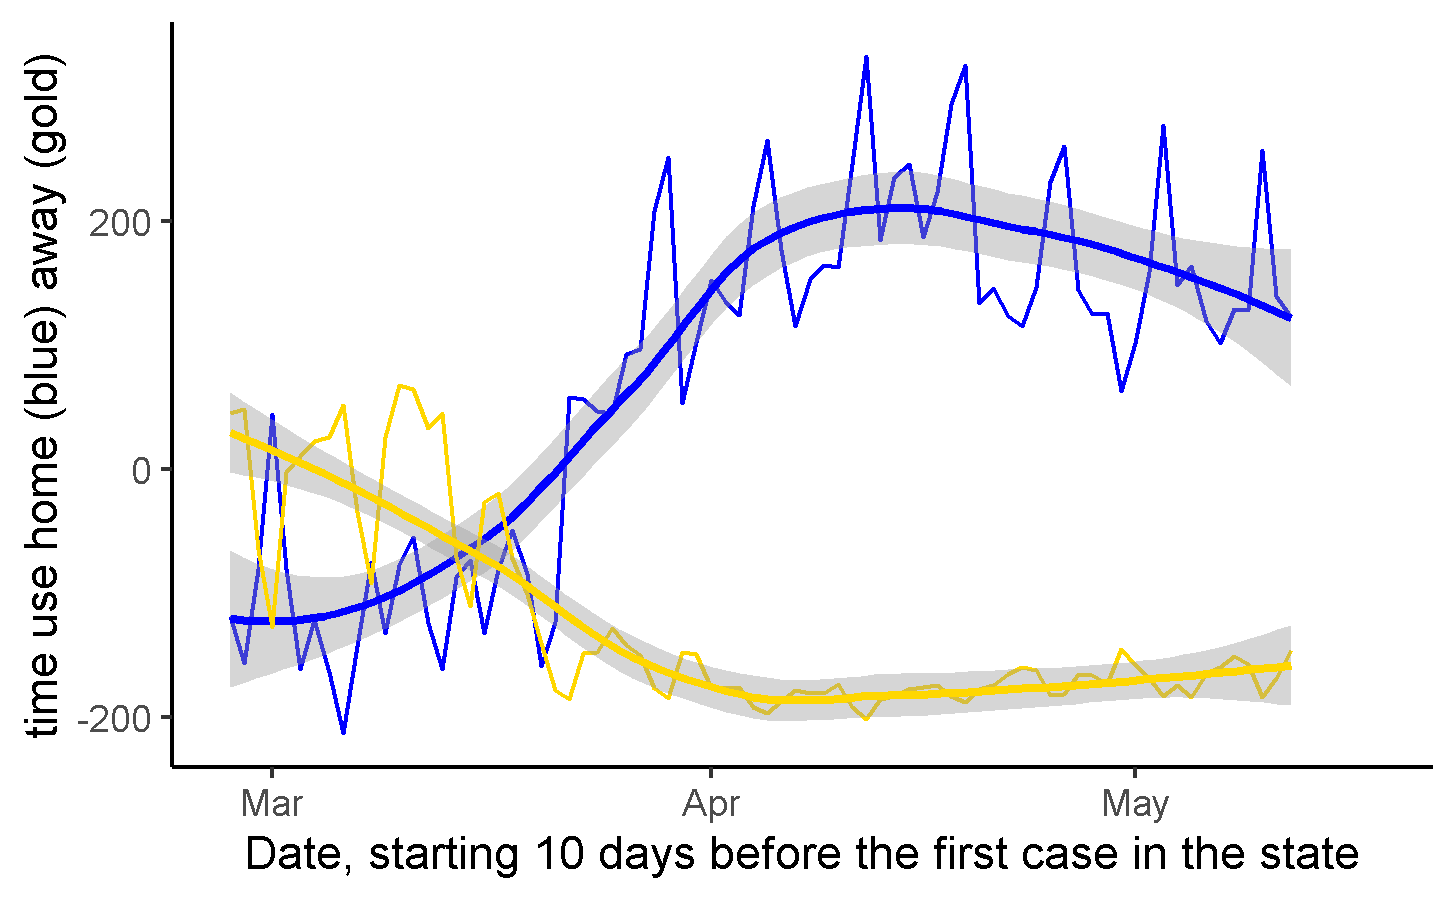 time use home (blue) away (gold)
200
0
-200
Mar
Apr
May
Date, starting 10 days before the first case in the state